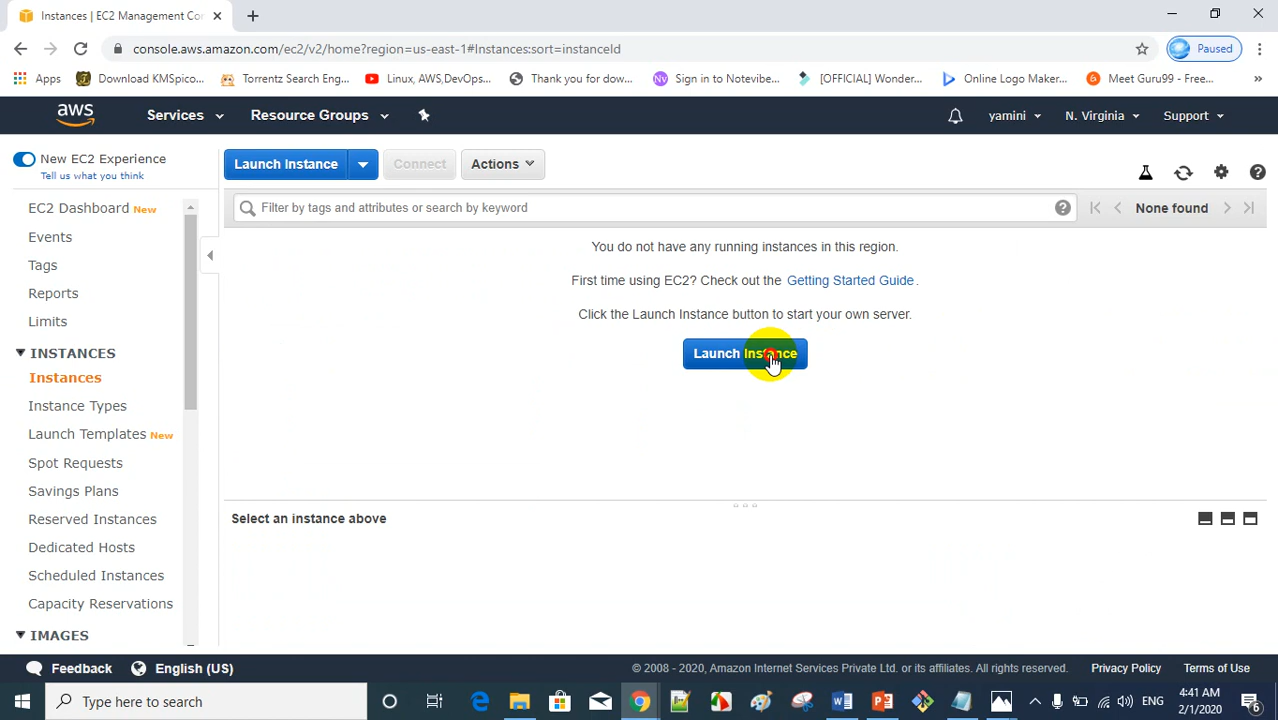 Instances | EC2 Management Con
console.aws.amazon.com/ec2/v2/home?region=us-east-1#Instances:sort=instanceId
Paused
Apps
Download KMSpico...
Torrentz Search Eng...
Linux, AWS,DevOps...
Thank you for dow...
Sign in to Notevibe...
[OFFICIAL] Wonder...
Online Logo Maker...
Meet Guru99 - Free...
aws
Services
Resource Groups
yamini
N. Virginia
Support
New EC2 Experience
Tell us what you think
Launch Instance
Connect
Actions
Filter by tags and attributes or search by keyword
None found
EC2 Dashboard New
Events
Tags
Reports
Limits
INSTANCES
Instances
Instance Types
Launch Templates New
Spot Requests
Savings Plans
Reserved Instances
Dedicated Hosts
Scheduled Instances
Capacity Reservations
IMAGES
You do not have any running instances in this region.
First time using EC2? Check out the Getting Started Guide.
Click the Launch Instance button to start your own server.
Launch Instance
Select an instance above
Feedback
English (US)
© 2008 - 2020, Amazon Internet Services Private Ltd. or its affiliates. All rights reserved.
Privacy Policy
Terms of Use
Type here to search
ENG
4:41 AM
2/1/2020
6